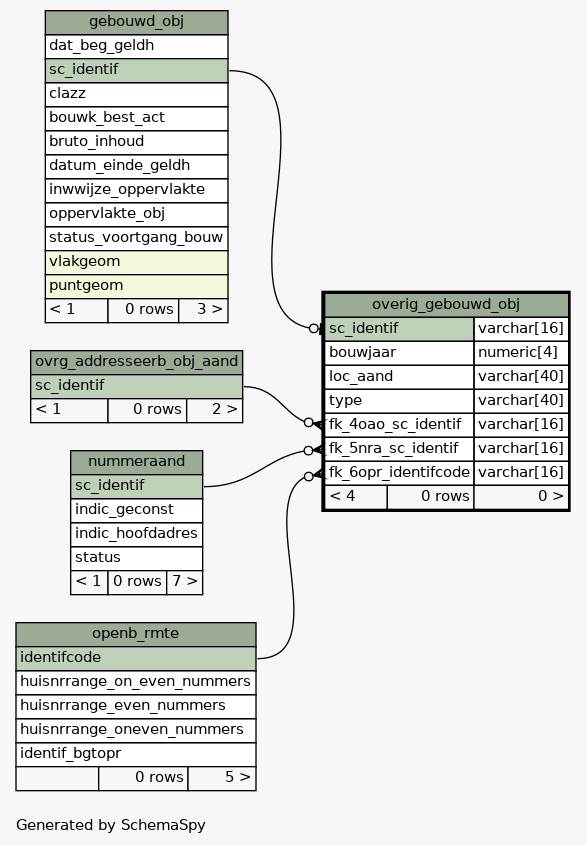 gebouwd_obj
dat_beg_geldh
sc_identif
clazz
bouwk_best_act
bruto_inhoud
datum_einde_geldh
inwwijze_oppervlakte
oppervlakte_obj
status_voortgang_bouw
vlakgeom
puntgeom
< 1 0 rows 3 >
overig_gebouwd_obj
sc_identif varchar[16]
bouwjaar numeric[4]
loc_aand varchar[40]
type varchar[40]
fk_4oao_sc_identif varchar[16]
fk_5nra_sc_identif varchar[16]
fk_6opr_identifcode varchar[16]
< 4 0 rows 0 >
ovrg_addresseerb_obj_aand
sc_identif
< 1 0 rows 2 >
nummeraand
sc_identif
indic_geconst
indic_hoofdadres
status
< 1 0 rows 7 >
openb_rmte
identifcode
huisnrrange_on_even_nummers
huisnrrange_even_nummers
huisnrrange_oneven_nummers
identif_bgtopr
0 rows 5 >
Generated by SchemaSpy